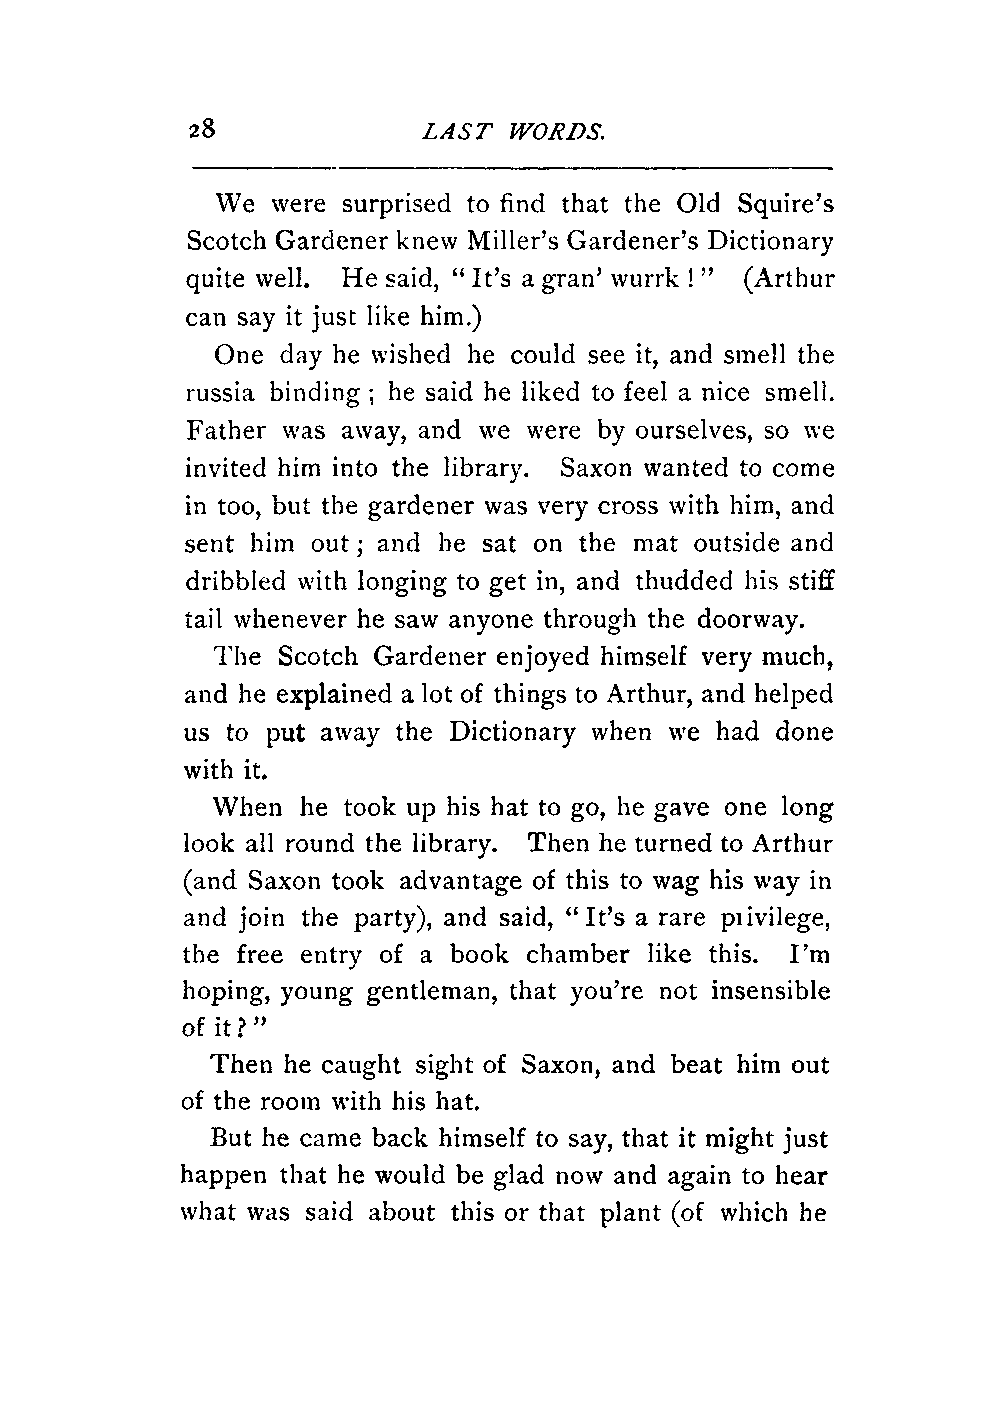 28 LAST WORDS.
We were surprised to find that the Old Squire's
Scotch Gardener knew Miller's Gardener's Dictionary
quite well. He said, “It's a gran' wurrk!” (Arthur
can say it just like him.)
One day he wished he could see it, and smell the
russia binding; he said he liked to feel a nice smell.
Father was away, and we were by ourselves, so we
invited him into the library. Saxon wanted to come
in too, but the gardener was very cross with him, and
sent him out; and he sat on the mat outside and
dribbled with longing to get in, and thudded his stiff
tail whenever he saw anyone through the doorway.
The Scotch Gardener enjoyed himself very much,
and he explained a lot of things to Arthur, and helped
us to put away the Dictionary when we had done
with it.
When he took up his hat to go, he gave one long
look all round the library. Then he turned to Arthur
(and Saxon took advantage of this to wag his way in
and join the party), and said, “It's a rare privilege,
the free entry of a book chamber like this. I'm
hoping, young gentleman, that you're not insensible
of it?”
Then he caught sight of Saxon, and beat him out
of the room with his hat.
But he came back himself to say, that it might just
happen that he would be glad now and again to hear
what was said about this or that plant (of which he